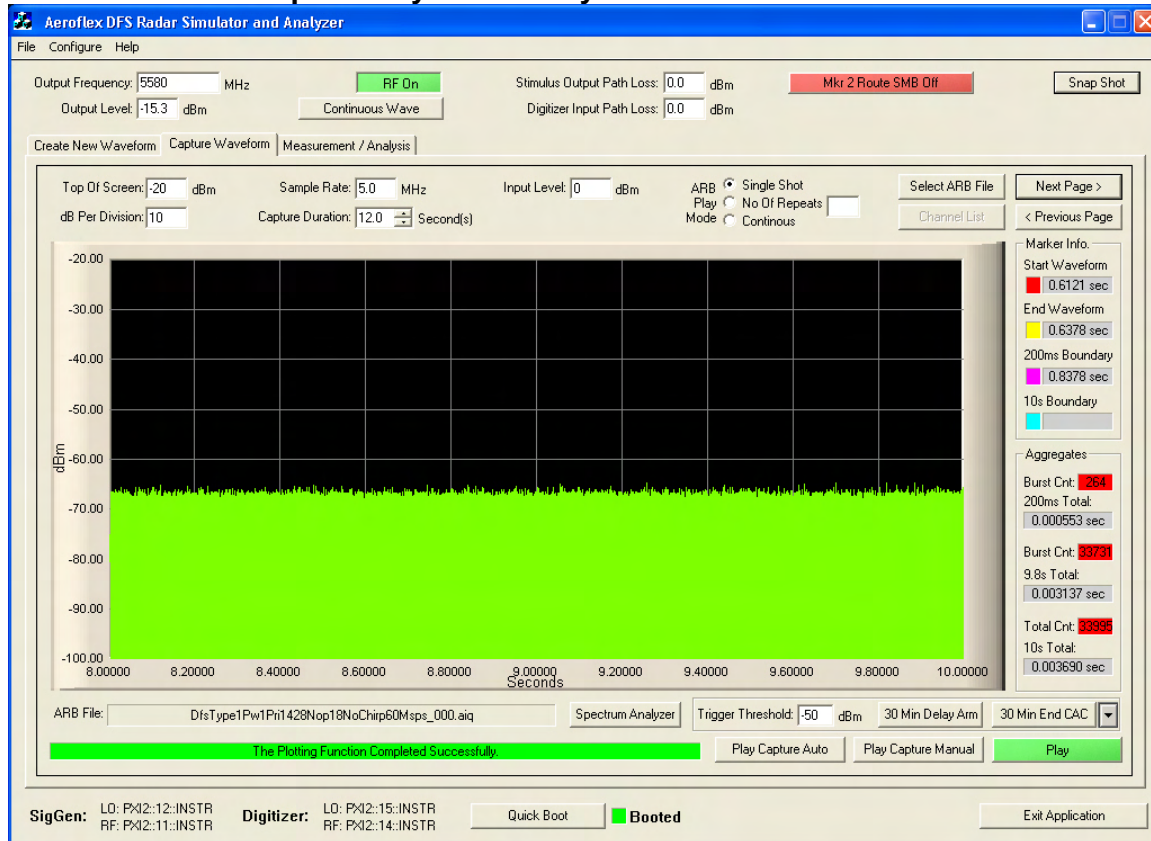 Aeroflex DFS Radar Simulator and Analyzer
File Configure Help
Output Frequency: 5580 MHz RF On Stimulus Output Path Loss: 0.0 dBm Mkr 2 Route SMB Off Snap Shot
Output Level: -15.3 dBm Continuous Wave Digitizer Input Path Loss: 0.0 dBm
Create New Waveform Capture Waveform Measurement / Analysis
Top Of Screen: -20 dBm Sample Rate: 5.0 MHz Input Level: 0 dBm ARB Play Mode Single Shot Select ARB File Next Page >
dB Per Division: 10 Capture Duration: 12.0 Second(s) No Of Repeats Channel List < Previous Page
Continous
Marker Info.
Start Waveform
0.6121 sec
End Waveform
0.6378 sec
200ms Boundary
0.8378 sec
10s Boundary
Aggregates
Burst Cnt: 264
200ms Total:
0.000553 sec
Burst Cnt: 33731
9.8s Total:
0.003137 sec
Total Cnt: 33995
10s Total:
0.003690 sec
-20.00
-30.00
-40.00
-50.00
-60.00
-70.00
-80.00
-90.00
-100.00
dBm
8.00000 8.20000 8.40000 8.60000 8.80000 9.00000 9.20000 9.40000 9.60000 9.80000 10.00000
Seconds
ARB File: DfsType1Pw1Pri1428Nop18NoChirp60Msps_000.aiq Spectrum Analyzer Trigger Threshold: -50 dBm 30 Min Delay Arm 30 Min End CAC
The Plotting Function Completed Successfully. Play Capture Auto Play Capture Manual Play
SigGen: LO: PXI2::12::INSTR Digitizer: LO: PXI2::15::INSTR Quick Boot Booted Exit Application
RF: PXI2::11::INSTR RF: PXI2::14::INSTR